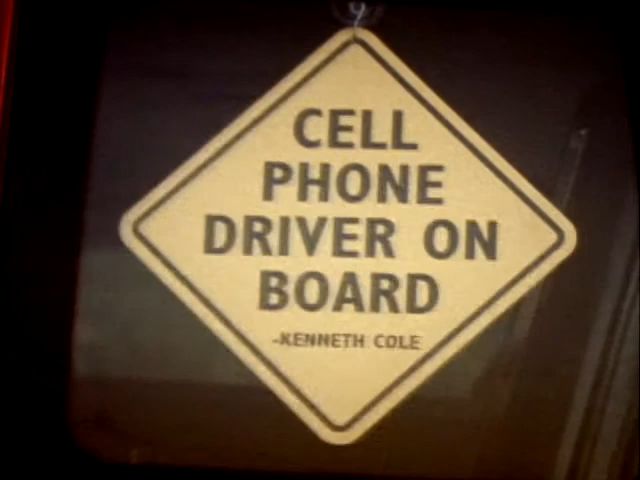 CELL
PHONE
DRIVER ON
BOARD
-KENNETH COLE